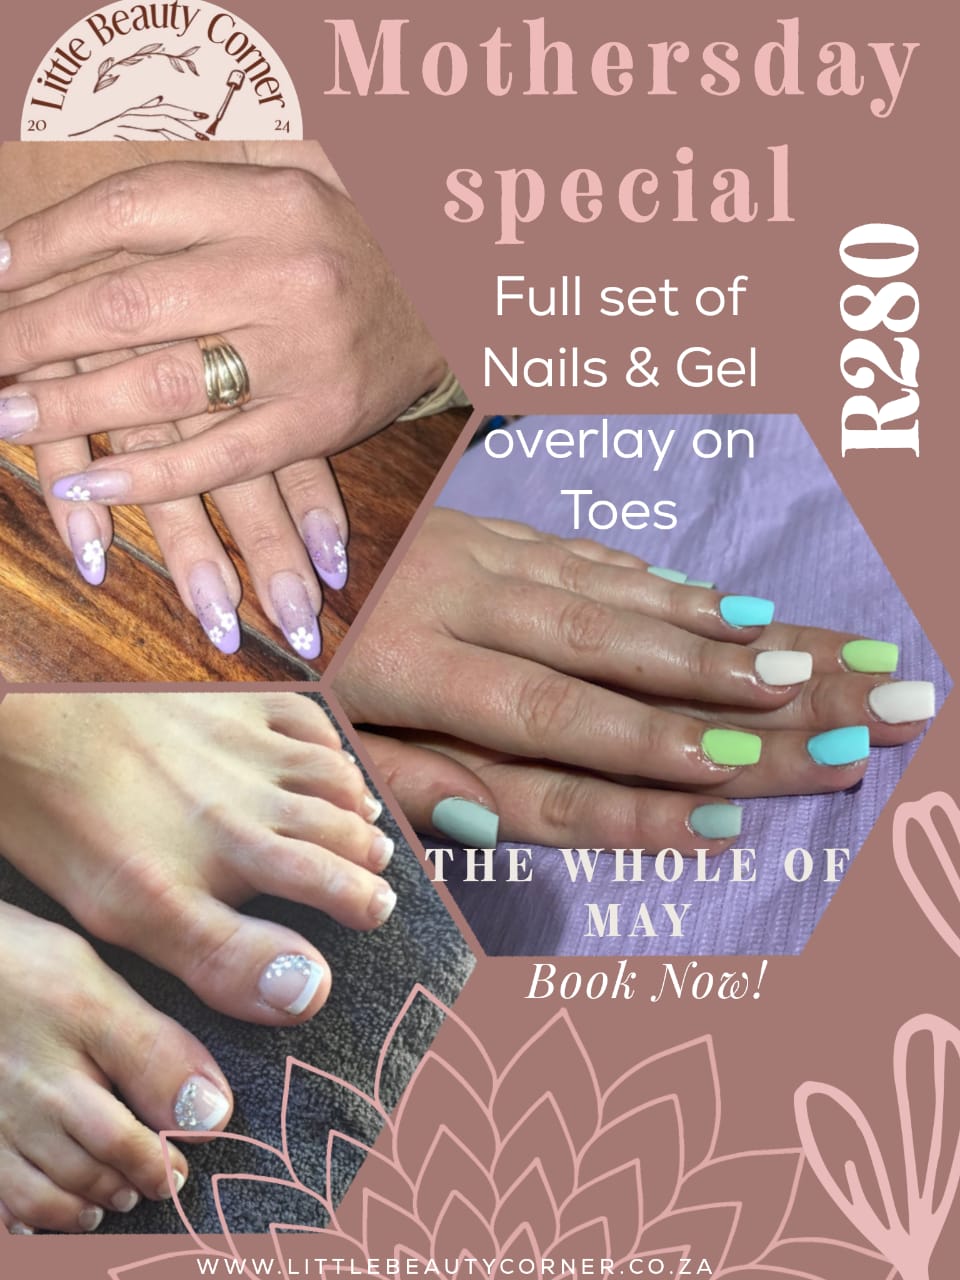 Little Beauty Corner
20 24
Mothersday
special
R280
Full set of
Nails & Gel
overlay on
Toes
THE WHOLE OF
MAY
Book Now!
WWW.LITTLEBEAUTYCORNER.CO.ZA